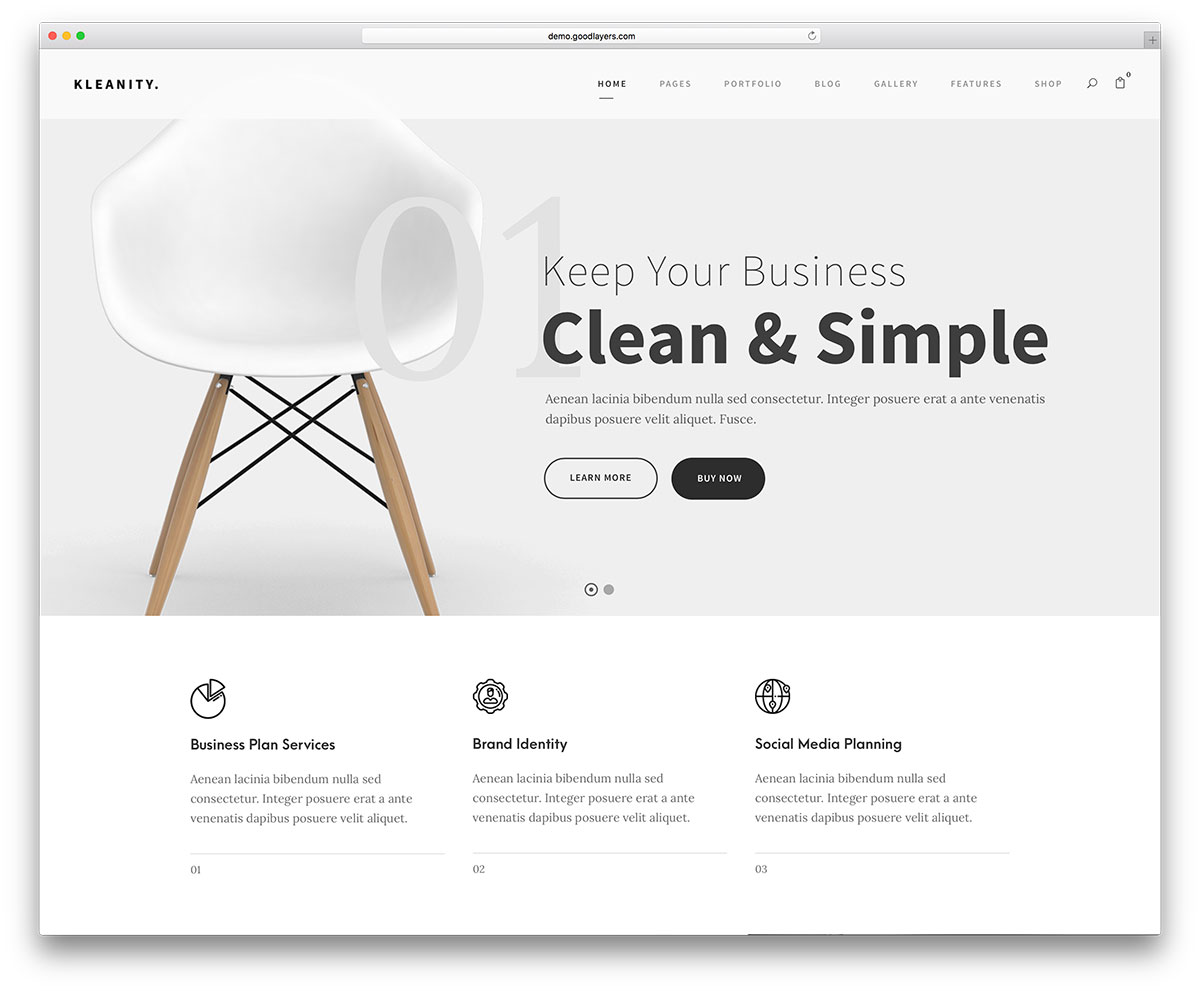 demo.goodlayers.com
KLEANITY.
HOME PAGES PORTFOLIO BLOG GALLERY FEATURES SHOP 0
01
Keep Your Business
Clean & Simple
Aenean lacinia bibendum nulla sed consectetur. Integer posuere erat a ante venenatis
dapibus posuere velit aliquet. Fusce.
LEARN MORE BUY NOW
Business Plan Services
Aenean lacinia bibendum nulla sed
consectetur. Integer posuere erat a ante
venenatis dapibus posuere velit aliquet.
01
Brand Identity
Aenean lacinia bibendum nulla sed
consectetur. Integer posuere erat a ante
venenatis dapibus posuere velit aliquet.
02
Social Media Planning
Aenean lacinia bibendum nulla sed
consectetur. Integer posuere erat a ante
venenatis dapibus posuere velit aliquet.
03